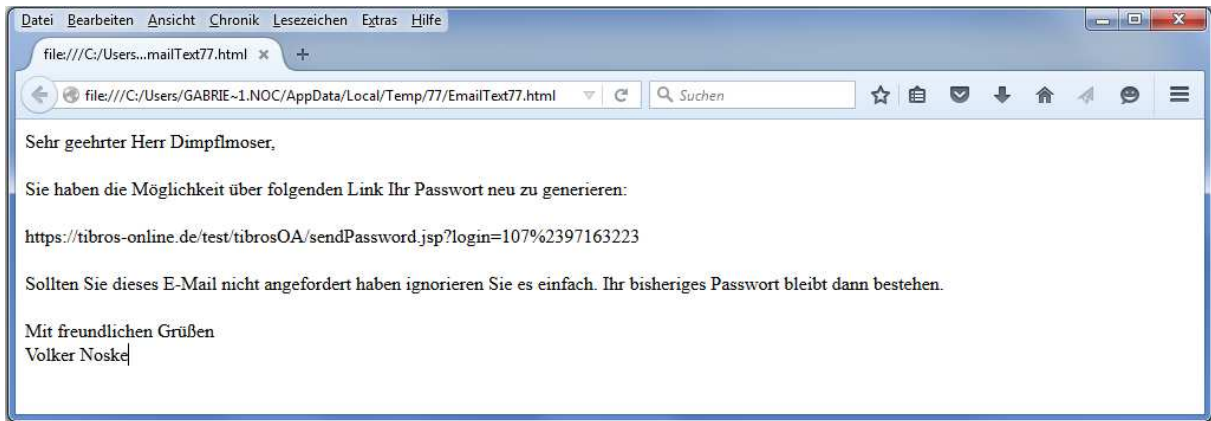 Datei Bearbeiten Ansicht Chronik Lesezeichen Extras Hilfe
file:///C:/Users...mailText77.html
file:///C:/Users/GABRIE~1.NOC/AppData/Local/Temp/77/EmailText77.html
Suchen
Sehr geehrter Herr Dimpflmoser,
Sie haben die Möglichkeit über folgenden Link Ihr Passwort neu zu generieren:
https://tibros-online.de/test/tibrosOA/sendPassword.jsp?login=107%2397163223
Sollten Sie dieses E-Mail nicht angefordert haben ignorieren Sie es einfach. Ihr bisheriges Passwort bleibt dann bestehen.
Mit freundlichen Grüßen
Volker Noske